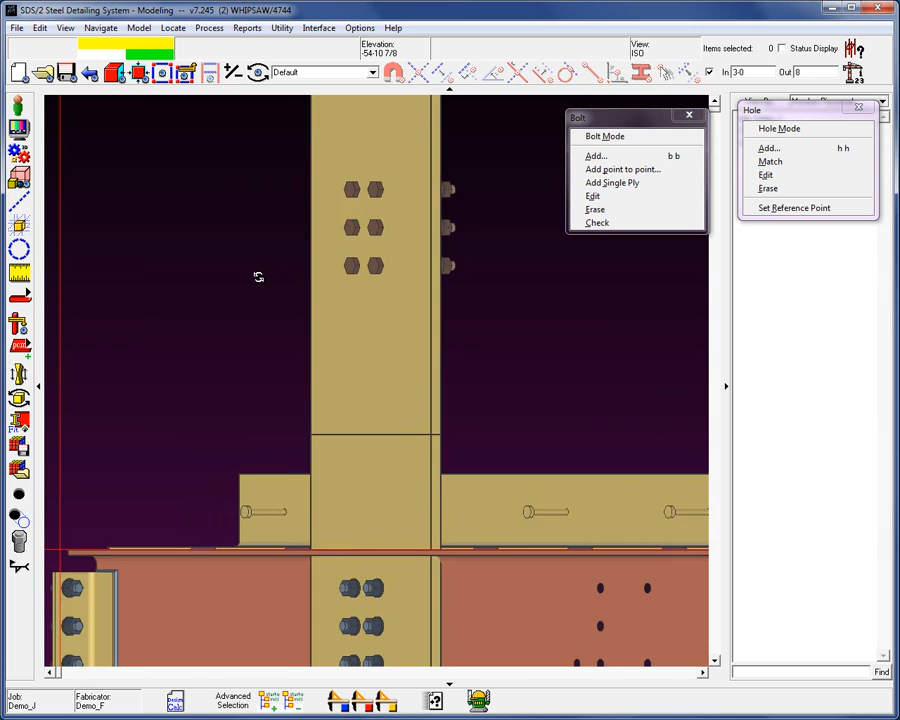 SDS/2 Steel Detailing System - Modeling -- v7.245 (2) WHIPSAW/4744
File Edit View Navigate Model Locate Process Reports Utility Interface Options Help
Elevation:
54-10 7/8
View:
ISO
Items selected: 0 Status Display
Default
In 3-0 Out 8
Bolt
Bolt Mode
Add... b b
Add point to point...
Add Single Ply
Edit
Erase
Check
Hole
Hole Mode
Add... h h
Match
Edit
Erase
Set Reference Point
Find
Job:
Demo_J
Fabricator:
Demo_F
Design
Calc
Advanced
Selection